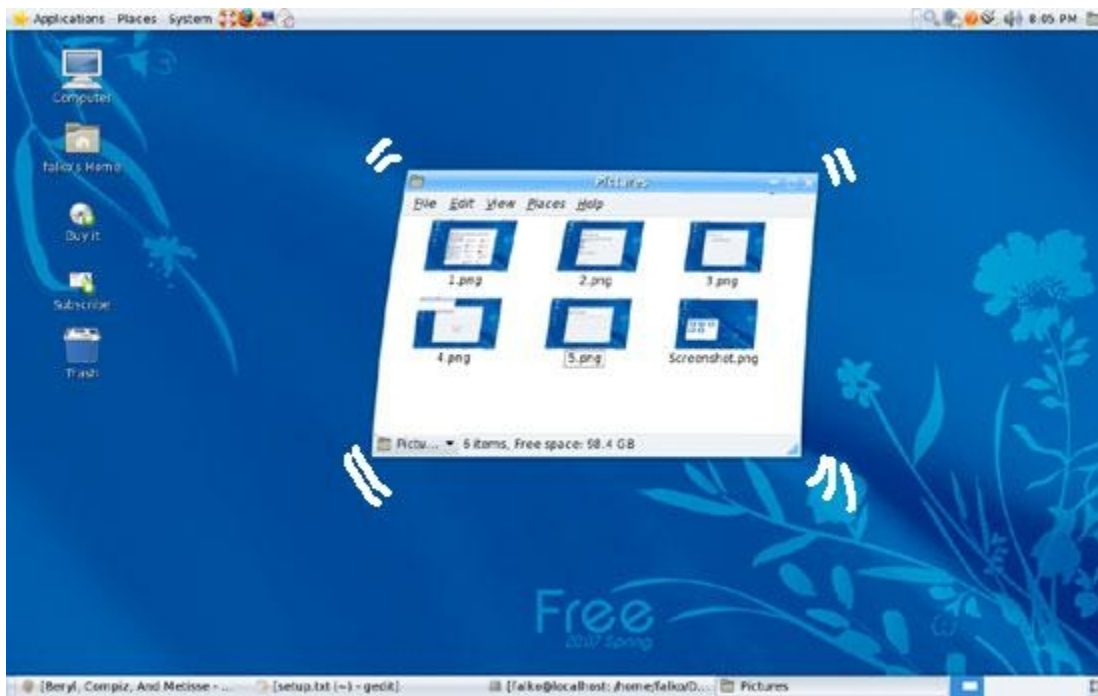 Applications Places System
8:05 PM
Computer
falko's Home
Buy it
Subscribe
Trash
Pictures
File Edit View Places Help
1.png 2.png 3.png
4.png 5.png Screenshot.png
Pictu... 6 items, Free space: 98.4 GB
Free
2007 Spring
[Beryl, Compiz, And Metisse - ... [setup.txt (~) - gedit] [falko@localhost: /home/falko/D... Pictures